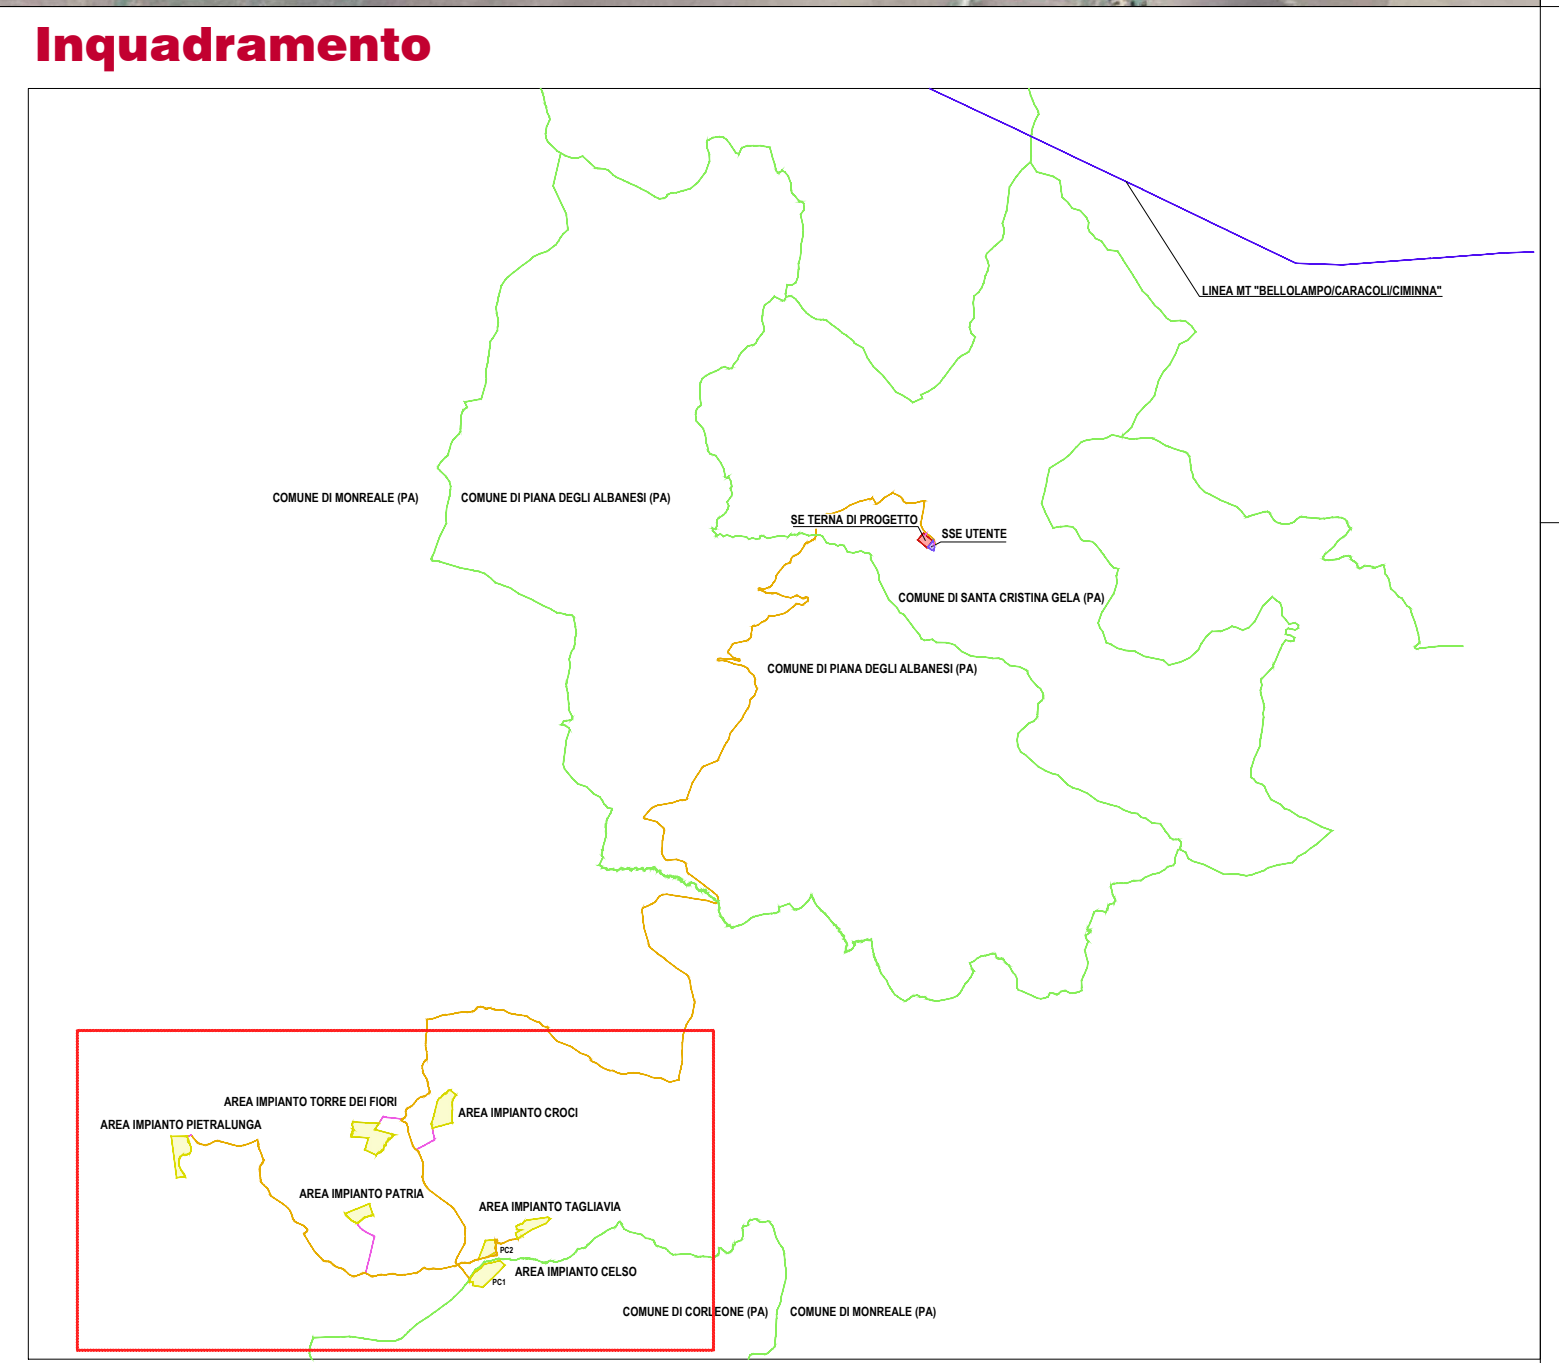 Inquadramento
LINEA MT "BELLOLAMPO/CARACOLI/CIMINNA"
COMUNE DI MONREALE (PA)
COMUNE DI PIANA DEGLI ALBANESI (PA)
SE TERNA DI PROGETTO
SSE UTENTE
COMUNE DI SANTA CRISTINA GELA (PA)
COMUNE DI PIANA DEGLI ALBANESI (PA)
AREA IMPIANTO TORRE DEI FIORI
AREA IMPIANTO CROCI
AREA IMPIANTO PIETRALUNGA
AREA IMPIANTO PATRIA
AREA IMPIANTO TAGLIAVIA
PC2
AREA IMPIANTO CELSO
PC1
COMUNE DI CORLEONE (PA)
COMUNE DI MONREALE (PA)